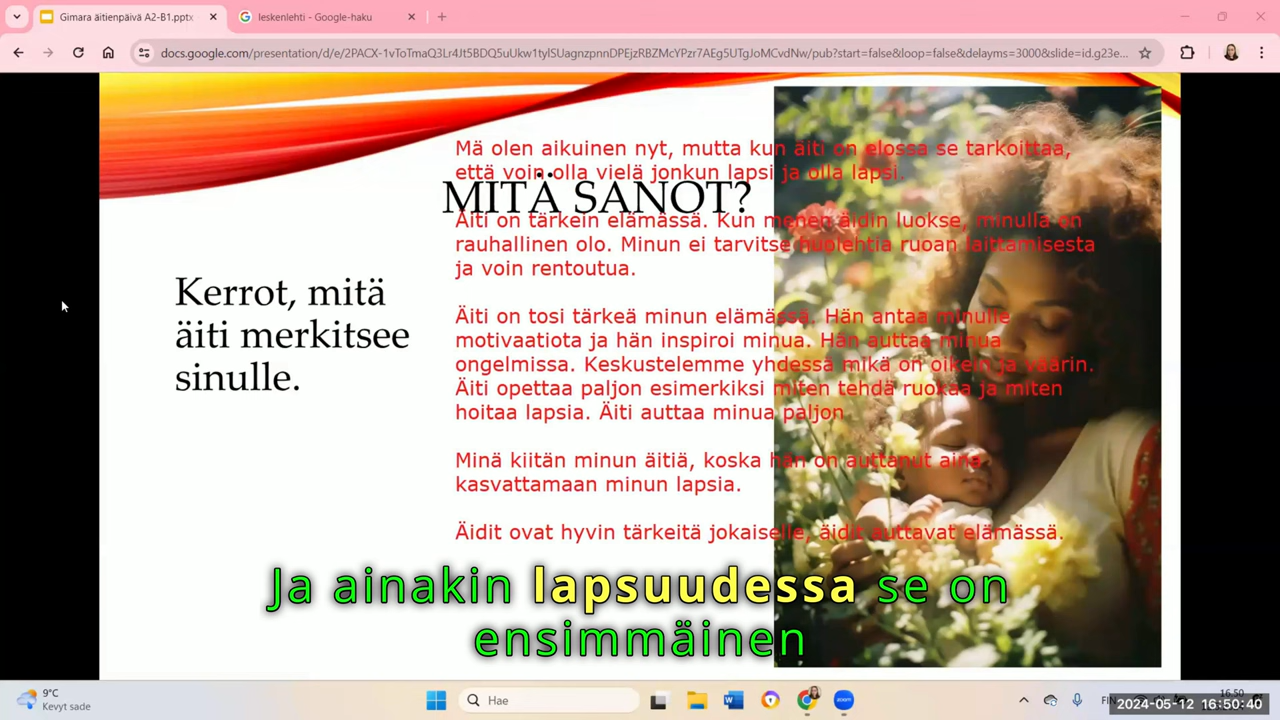 Gimara äitienpäivä A2-B1.pptx
leskenlehti - Google-haku
docs.google.com/presentation/d/e/2PACX-1vToTmaQ3Lr4Jt5BDQ5uUkw1tylSUagnzpnnDPEjzRBZMcYPzr7AEg5UTgJoMCvdNw/pub?start=false&loop=false&delayms=3000&slide=id.g23e...
Mä olen aikuinen nyt, mutta kun äiti on elossa se tarkoittaa,
että voin olla vielä jonkun lapsi ja olla lapsi.
MITÄ SANOT?
Äiti on tärkein elämässä. Kun menen äidin luokse, minulla on
rauhallinen olo. Minun ei tarvitse huolehtia ruoan laittamisesta
ja voin rentoutua.
Kerrot, mitä
äiti merkitsee
sinulle.
Äiti on tosi tärkeä minun elämässä. Hän antaa minulle
motivaatiota ja hän inspiroi minua. Hän auttaa minua
ongelmissa. Keskustelemme yhdessä mikä on oikein ja väärin.
Äiti opettaa paljon esimerkiksi miten tehdä ruokaa ja miten
hoitaa lapsia. Äiti auttaa minua paljon
Minä kiitän minun äitiä, koska hän on auttanut aina
kasvattamaan minun lapsia.
Äidit ovat hyvin tärkeitä jokaiselle, äidit auttavat elämässä.
Ja ainakin lapsuudessa se on
ensimmäinen
9°C
Kevyt sade
Hae
FIN
16.50
2024-05-12 16:50:40